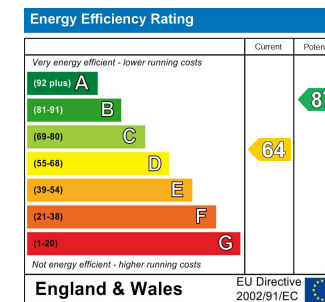 Energy Efficiency Rating
Current
Very energy efficient - lower running costs
(92 plus) A
(81-91) B
(69-80) C
(55-68) D
64
(39-54) E
(21-38) F
(1-20) G
Not energy efficient - higher running costs
England & Wales
EU Directive
2002/91/EC